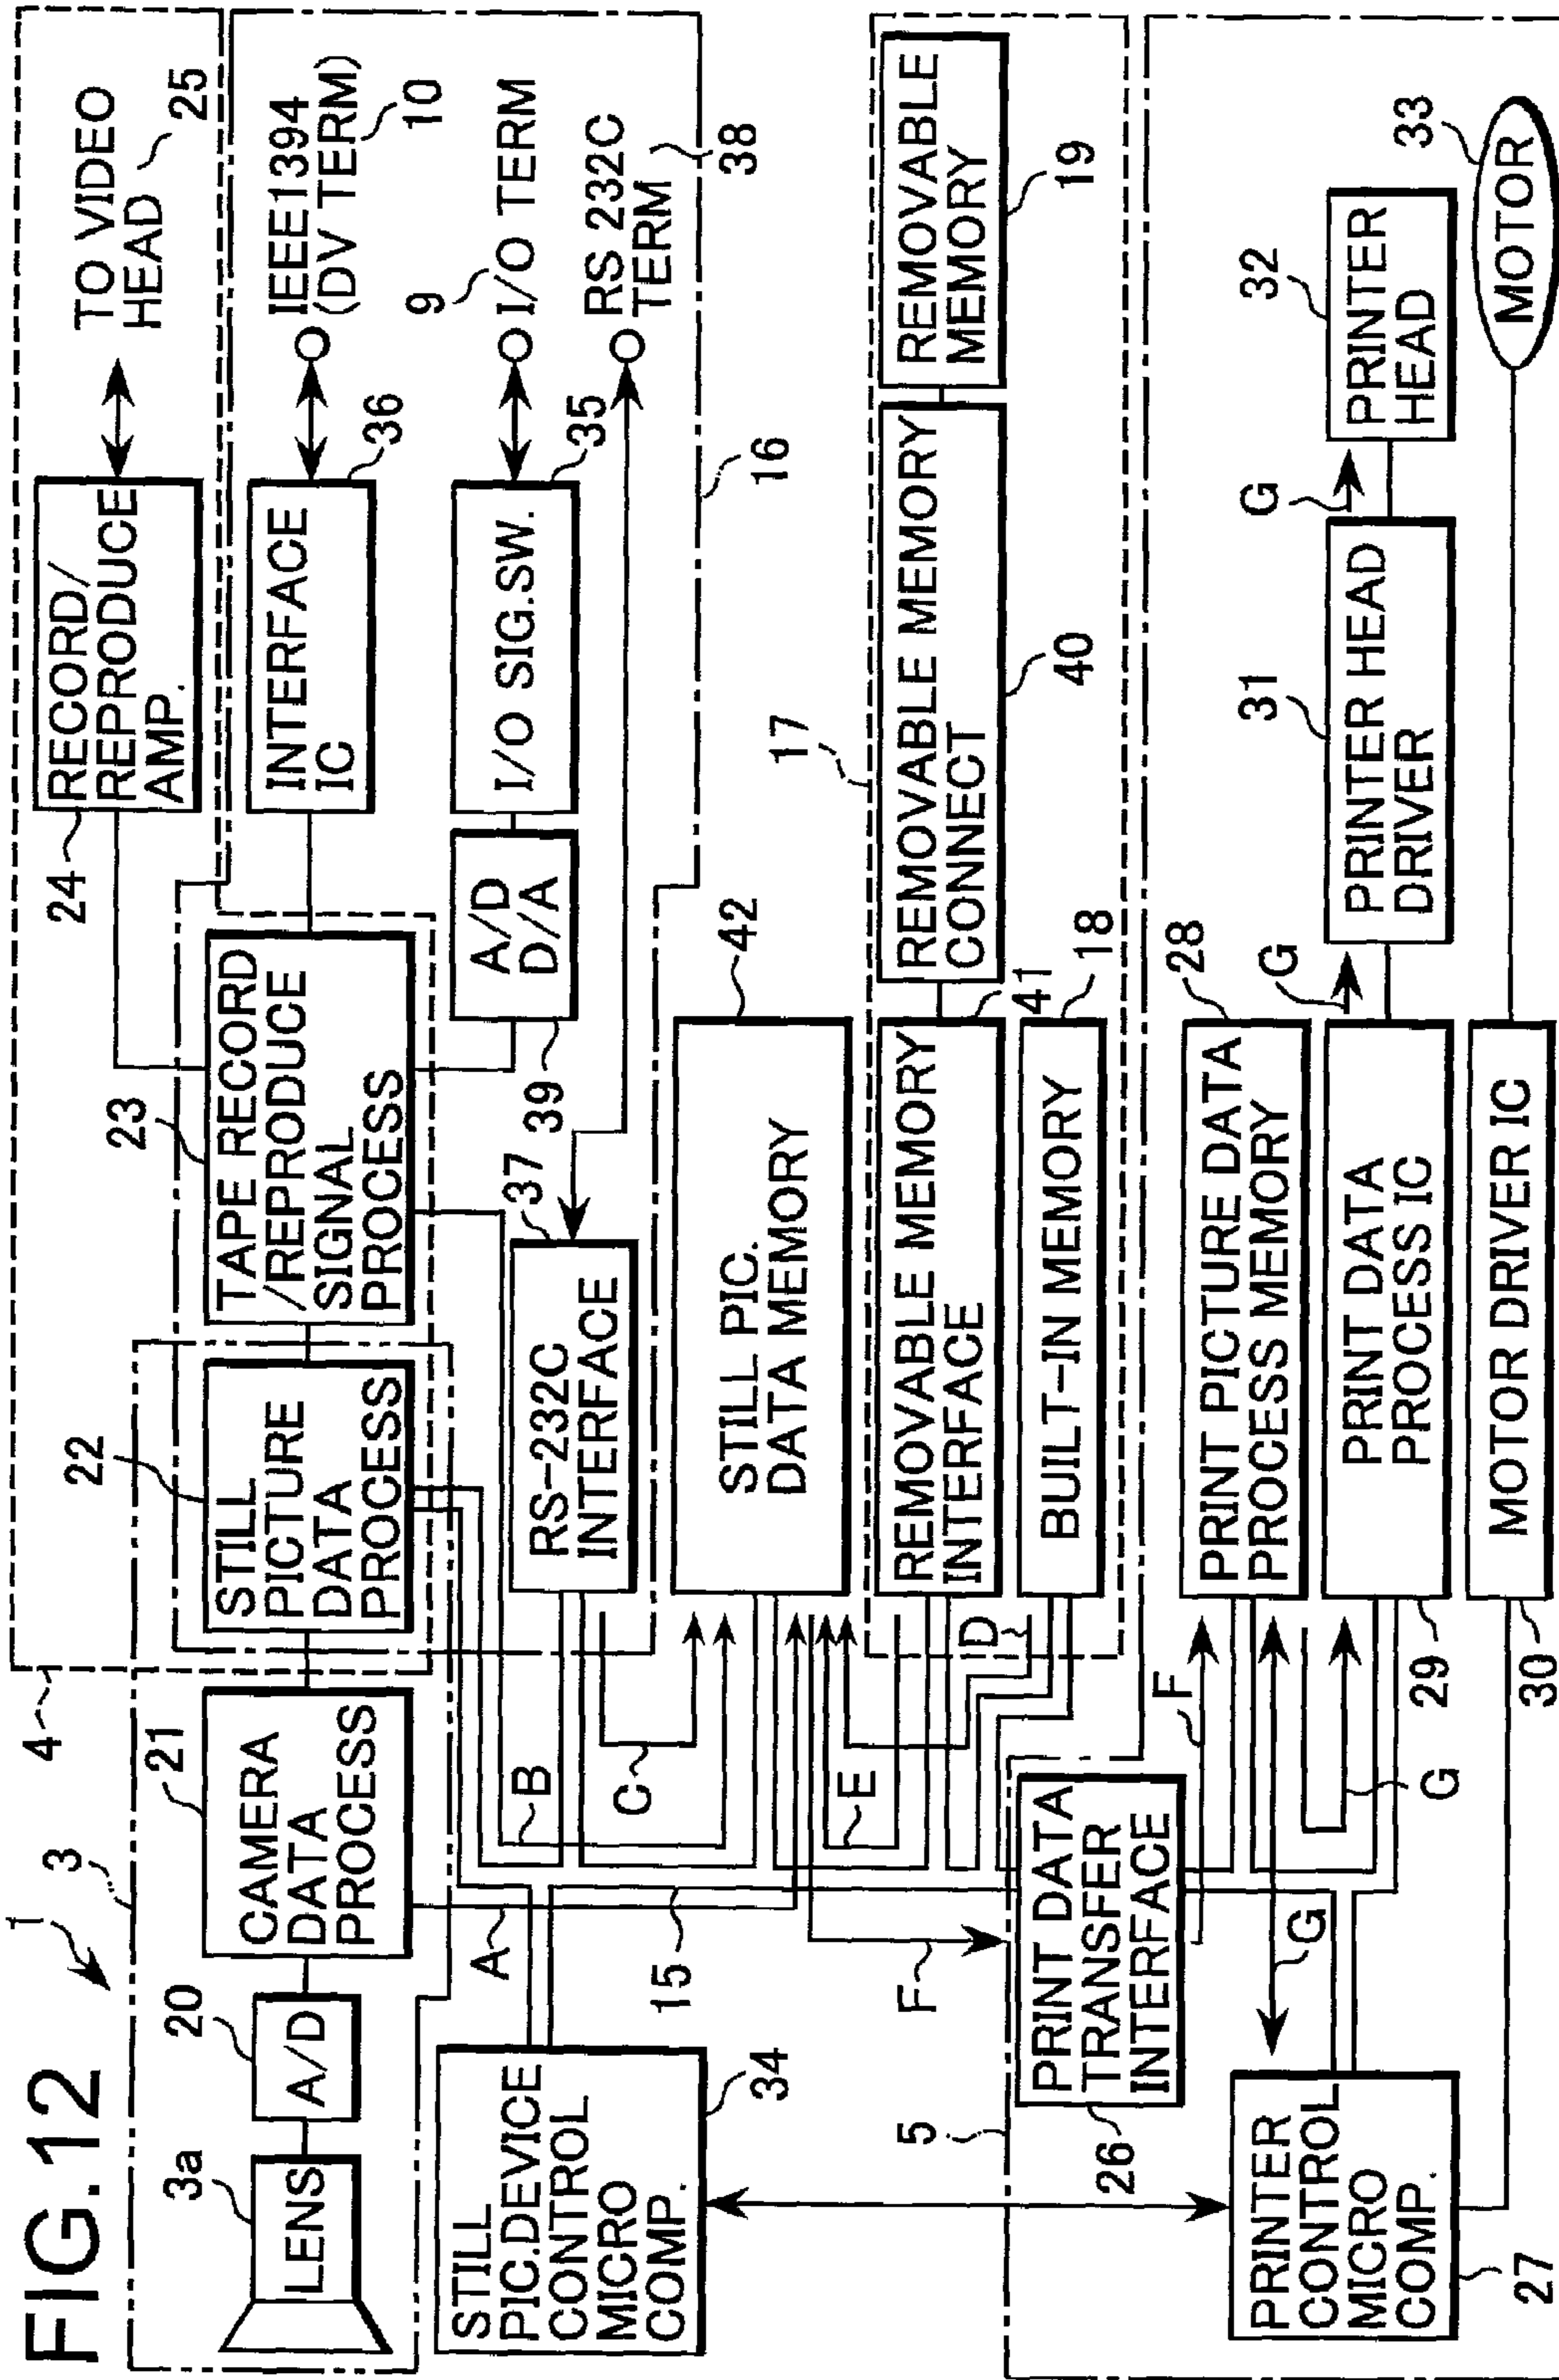 FIG.12
1
3
4
3a
LENS
20
A/D
21
CAMERA
DATA
PROCESS
22
STILL
PICTURE
DATA
PROCESS
23
TAPE RECORD
/REPRODUCE
SIGNAL
PROCESS
24
RECORD/
REPRODUCE
AMP.
TO VIDEO
HEAD
25
INTERFACE
IC
36
IEEE1394
(DV TERM)
10
A/D
D/A
39
I/O SIG.SW.
35
9
I/O TERM
RS 232C
TERM
38
37
RS-232C
INTERFACE
16
STILL
PIC.DEVICE
CONTROL
MICRO
COMP.
34
A
15
B
C
STILL PIC.
DATA MEMORY
42
17
E
D
REMOVABLE MEMORY
INTERFACE
41
REMOVABLE MEMORY
CONNECT
40
REMOVABLE
MEMORY
19
BUILT-IN MEMORY
18
5
F
PRINT DATA
TRANSFER
INTERFACE
26
F
PRINT PICTURE DATA
PROCESS MEMORY
28
PRINTER
CONTROL
MICRO
COMP.
27
G
G
PRINT DATA
PROCESS IC
29
G
PRINTER HEAD
DRIVER
31
G
PRINTER
HEAD
32
MOTOR DRIVER IC
30
MOTOR
33